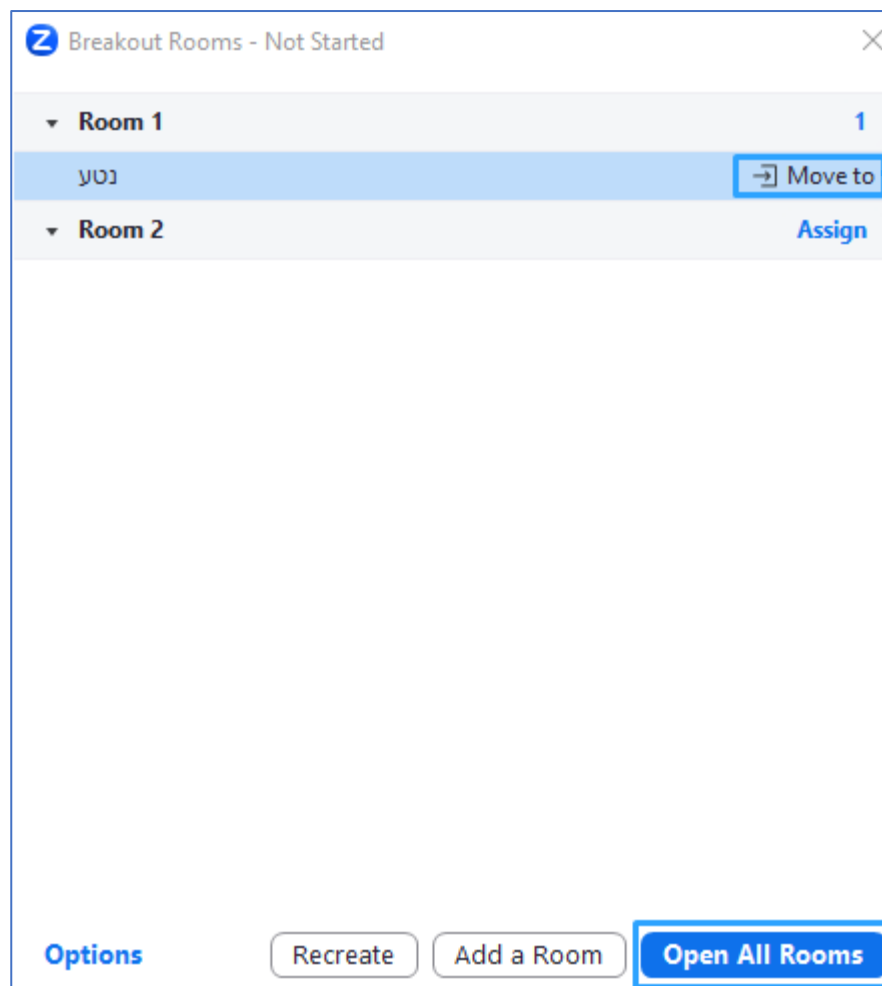 Z Breakout Rooms - Not Started
Room 1 1
נטע Move to
Room 2 Assign
Options Recreate Add a Room Open All Rooms